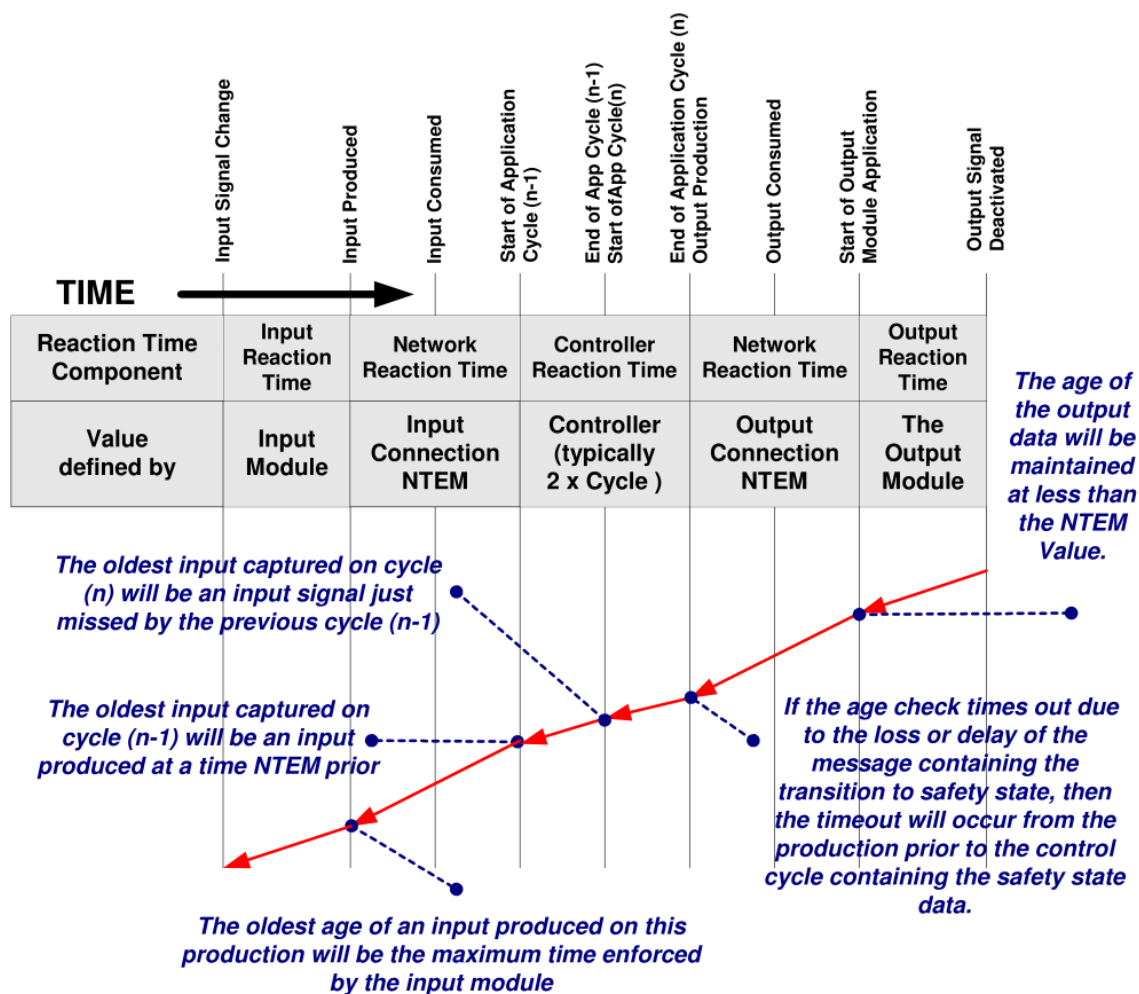 Input Signal Change
Input Produced
Input Consumed
Start of Application
Cycle (n-1)
End of App Cycle (n-1)
Start ofApp Cycle(n)
End of Application Cycle (n)
Output Production
Output Consumed
Start of Output
Module Application
Output Signal
Deactivated
TIME
Reaction Time
Component
Input
Reaction
Time
Network
Reaction Time
Controller
Reaction Time
Network
Reaction Time
Output
Reaction
Time
Value
defined by
Input
Module
Input
Connection
NTEM
Controller
(typically
2 x Cycle )
Output
Connection
NTEM
The
Output
Module
The age of
the output
data will be
maintained
at less than
the NTEM
Value.
The oldest input captured on cycle
(n) will be an input signal just
missed by the previous cycle (n-1)
The oldest input captured on
cycle (n-1) will be an input
produced at a time NTEM prior
If the age check times out due
to the loss or delay of the
message containing the
transition to safety state, then
the timeout will occur from the
production prior to the control
cycle containing the safety state
data.
The oldest age of an input produced on this
production will be the maximum time enforced
by the input module